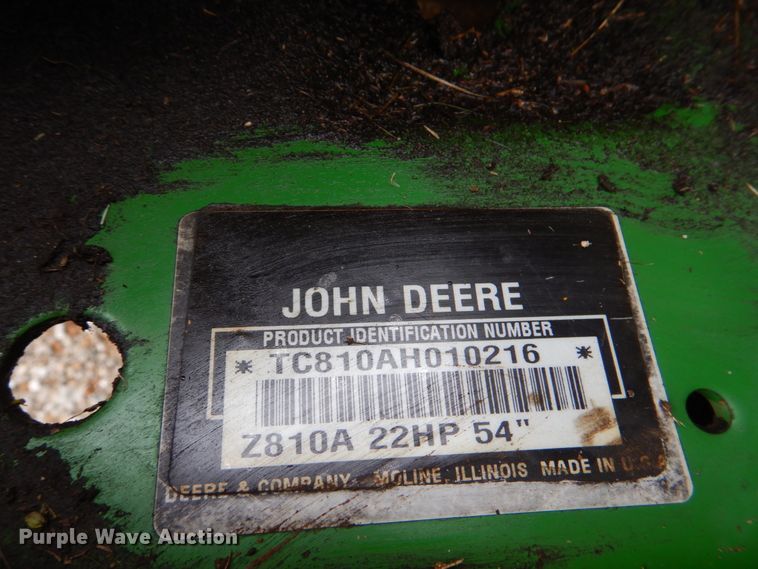 JOHN DEERE
PRODUCT IDENTIFICATION NUMBER
* TC810AH010216 *
Z810A 22HP 54"
DEERE & COMPANY MOLINE, ILLINOIS MADE IN U.S.A
Purple Wave Auction